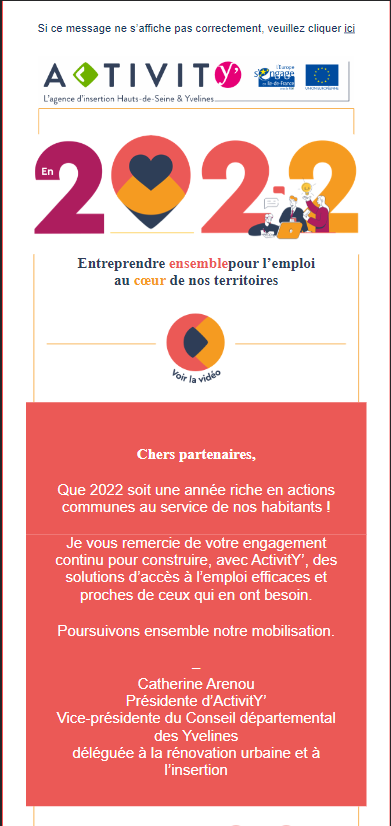 Si ce message ne s'affiche pas correctement, veuillez cliquer ici
ACTIVITY'
L'agence d'insertion Hauts-de-Seine & Yvelines
l'Europe
s'engage
en Île-de-France
UNION EUROPÉENNE
En
2022
Entreprendre ensemblepour l'emploi
au cœur de nos territoires
Voir la vidéo
Chers partenaires,
Que 2022 soit une année riche en actions
communes au service de nos habitants !
Je vous remercie de votre engagement
continu pour construire, avec ActivitY', des
solutions d'accès à l'emploi efficaces et
proches de ceux qui en ont besoin.
Poursuivons ensemble notre mobilisation.
–
Catherine Arenou
Présidente d'ActivitY'
Vice-présidente du Conseil départemental
des Yvelines
déléguée à la rénovation urbaine et à
l'insertion